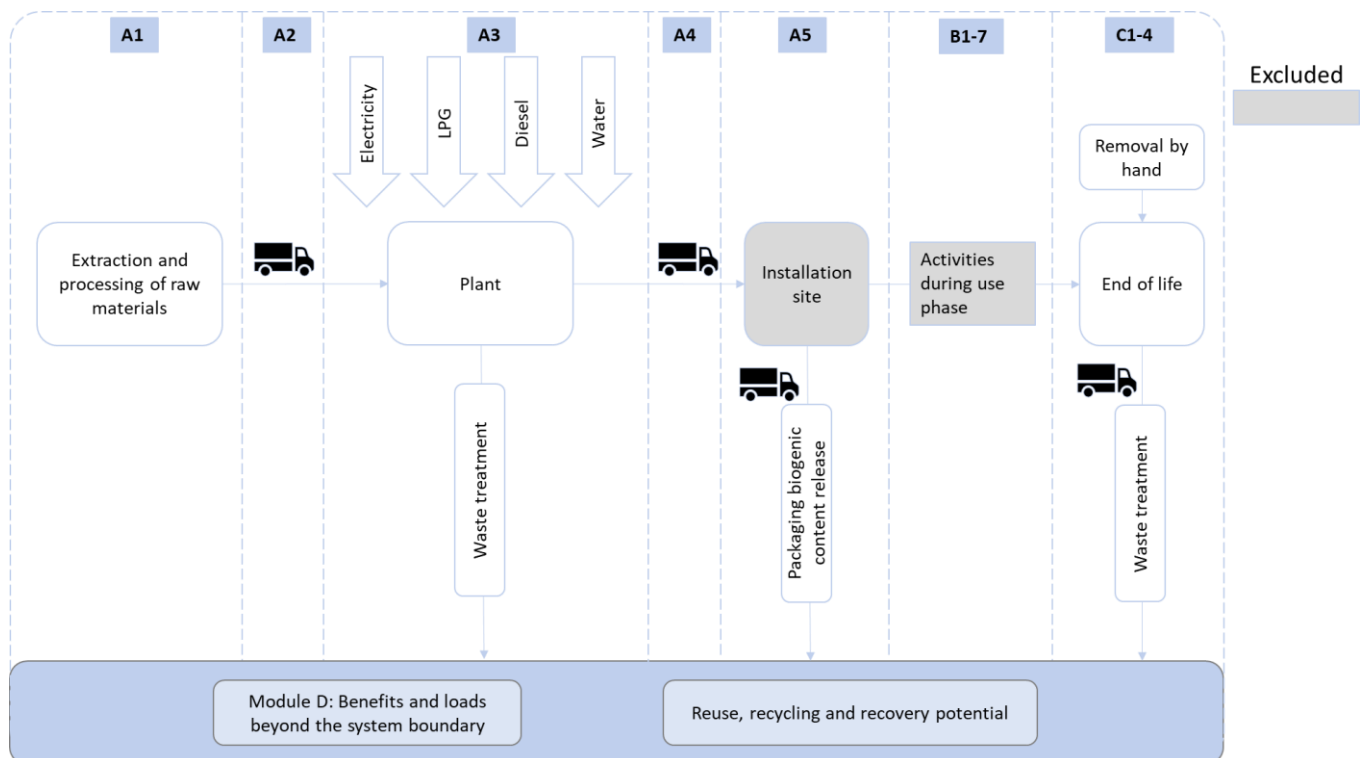 A1
A2
A3
A4
A5
B1-7
C1-4
Excluded
Electricity
LPG
Diesel
Water
Removal by
hand
Extraction and
processing of raw
materials
Plant
Installation
site
Activities
during use
phase
End of life
Waste treatment
Packaging biogenic
content release
Waste treatment
Module D: Benefits and loads
beyond the system boundary
Reuse, recycling and recovery potential